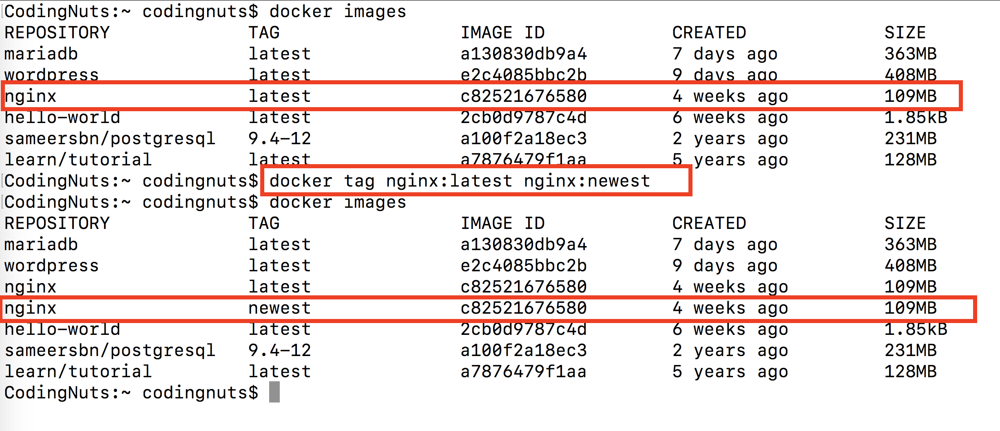 CodingNuts:~ codingnuts$ docker images
REPOSITORY TAG IMAGE ID CREATED SIZE
mariadb latest a130830db9a4 7 days ago 363MB
wordpress latest e2c4085bbc2b 9 days ago 408MB
nginx latest c82521676580 4 weeks ago 109MB
hello-world latest 2cb0d9787c4d 6 weeks ago 1.85kB
sameersbn/postgresql 9.4-12 a100f2a18ec3 2 years ago 231MB
learn/tutorial latest a7876479f1aa 5 years ago 128MB
CodingNuts:~ codingnuts$ docker tag nginx:latest nginx:newest
CodingNuts:~ codingnuts$ docker images
REPOSITORY TAG IMAGE ID CREATED SIZE
mariadb latest a130830db9a4 7 days ago 363MB
wordpress latest e2c4085bbc2b 9 days ago 408MB
nginx latest c82521676580 4 weeks ago 109MB
nginx newest c82521676580 4 weeks ago 109MB
hello-world latest 2cb0d9787c4d 6 weeks ago 1.85kB
sameersbn/postgresql 9.4-12 a100f2a18ec3 2 years ago 231MB
learn/tutorial latest a7876479f1aa 5 years ago 128MB
CodingNuts:~ codingnuts$